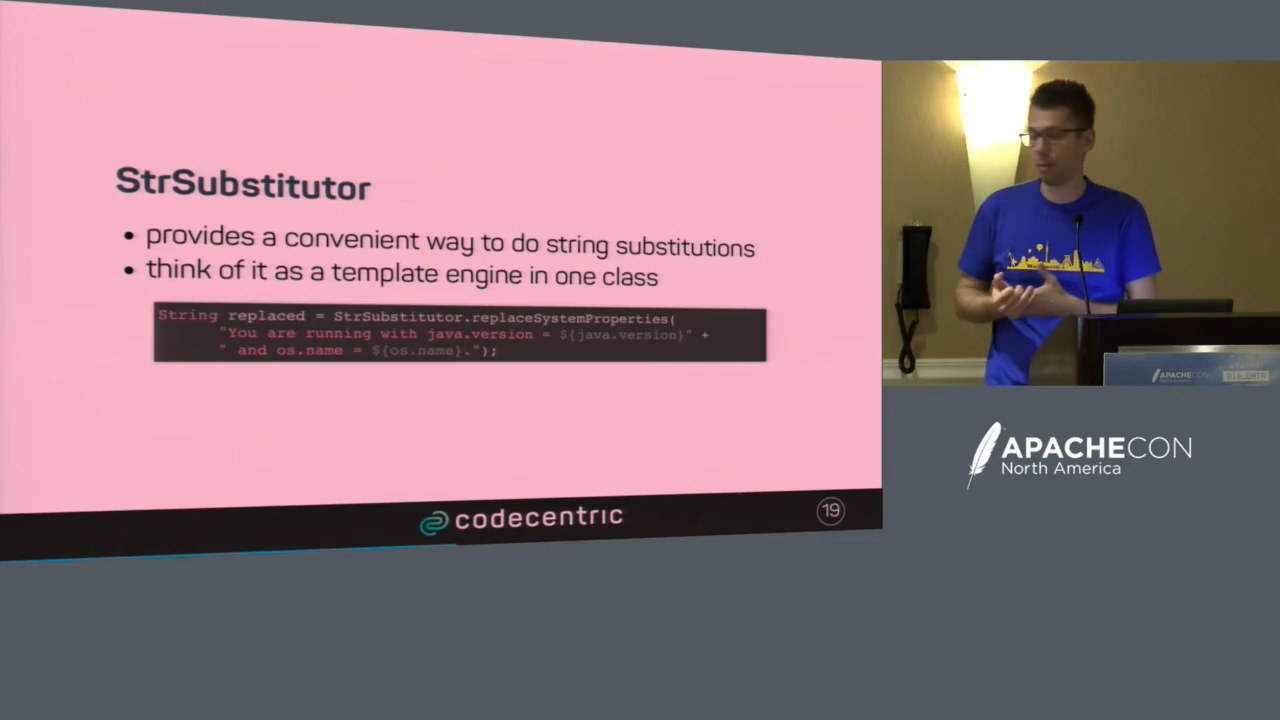 StrSubstitutor
• provides a convenient way to do string substitutions
• think of it as a template engine in one class
String replaced = StrSubstitutor.replaceSystemProperties(
"You are running with java.version = ${java.version}" +
" and os.name = ${os.name}.");
codecentric
19
APACHECON
BIG_DATA
APACHECON
North America